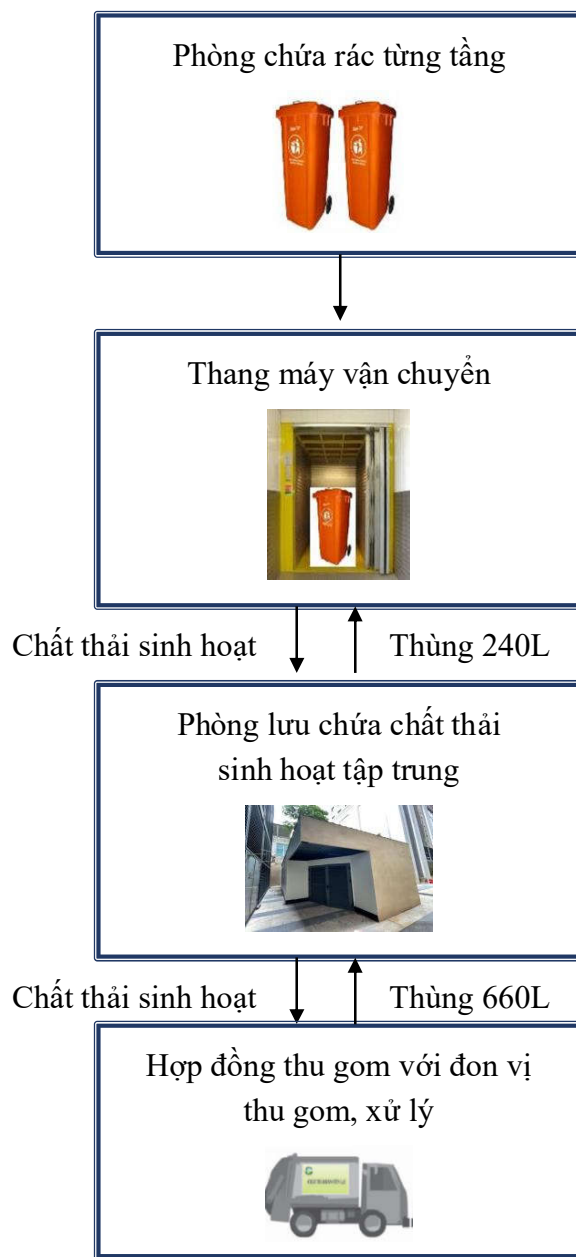 Phòng chứa rác từng tầng
Thang máy vận chuyển
Chất thải sinh hoạt
Thùng 240L
Phòng lưu chứa chất thải
sinh hoạt tập trung
Chất thải sinh hoạt
Thùng 660L
Hợp đồng thu gom với đon vị
thu gom, xử lý